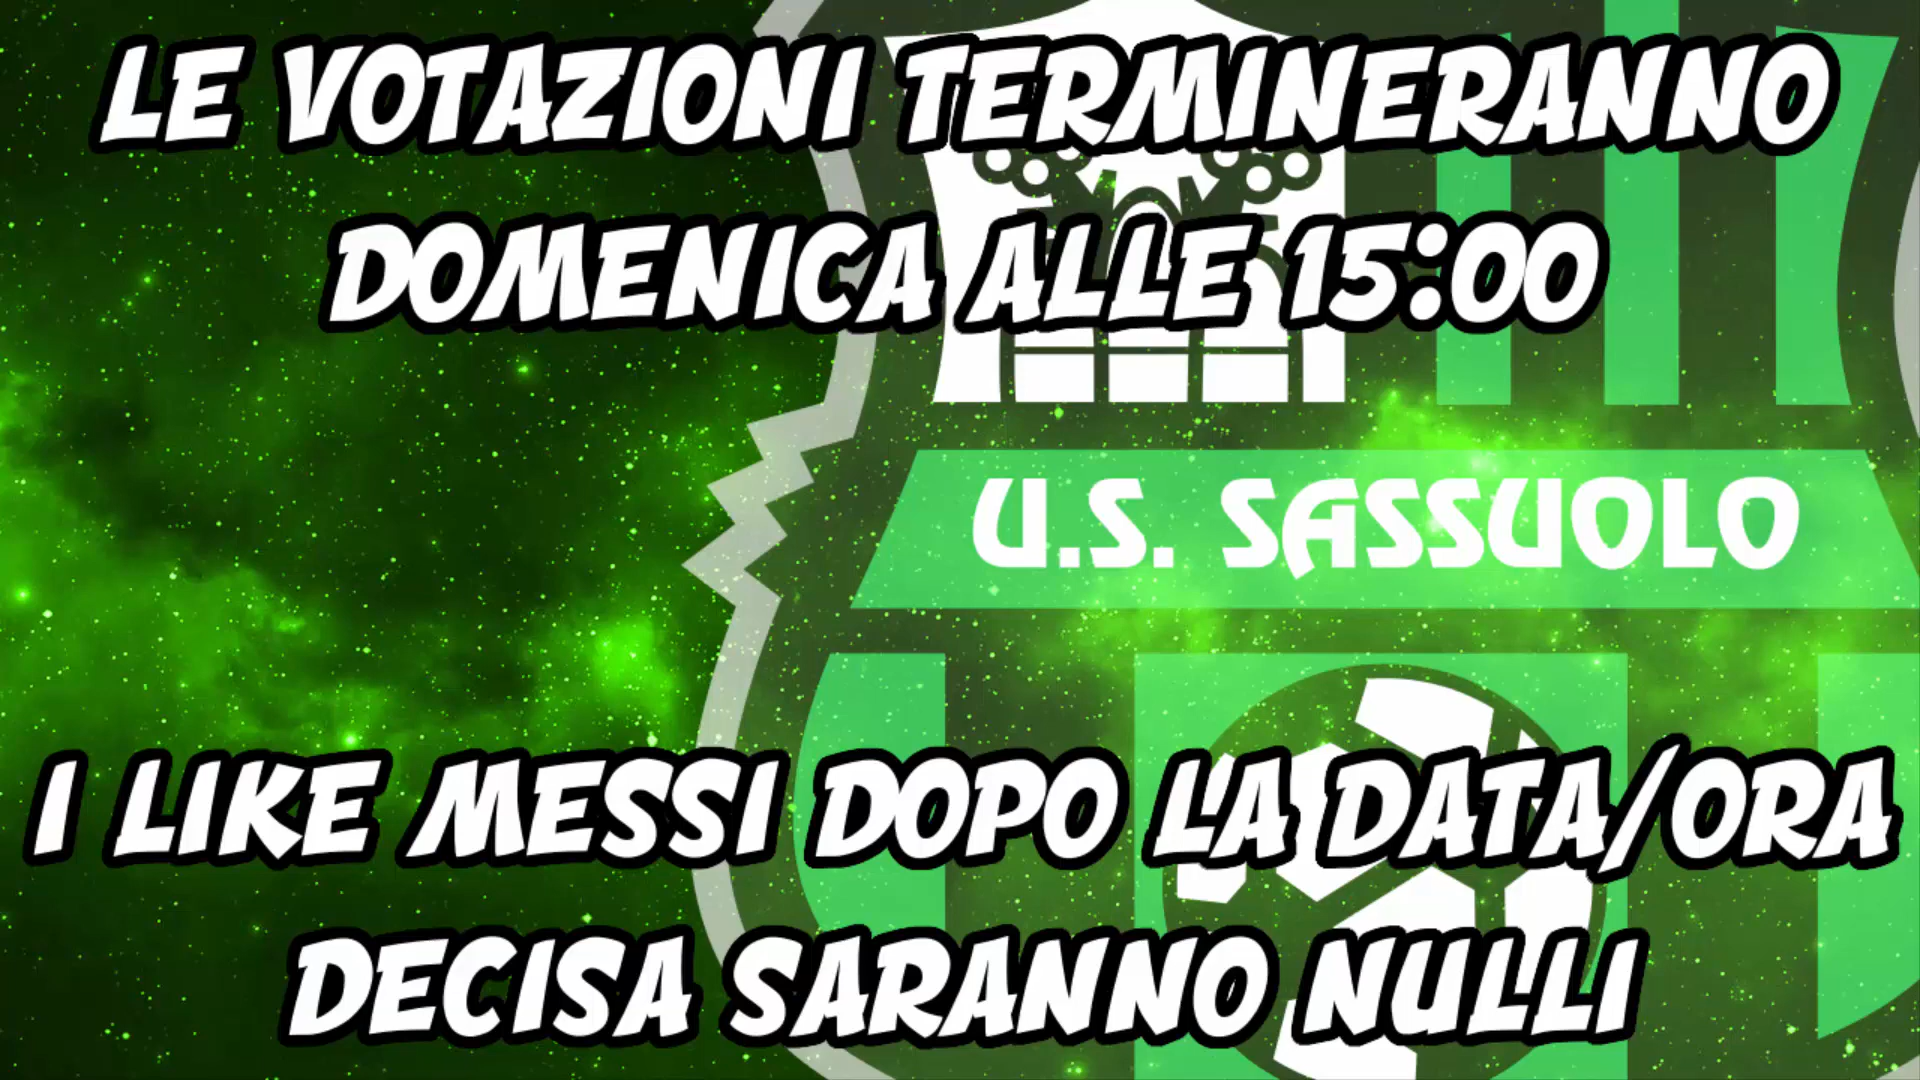 LE VOTAZIONI TERMINERANNO
DOMENICA ALLE 15:00
U.S. SASSUOLO
I LIKE MESSI DOPO LA DATA/ORA
DECISA SARANNO NULLI